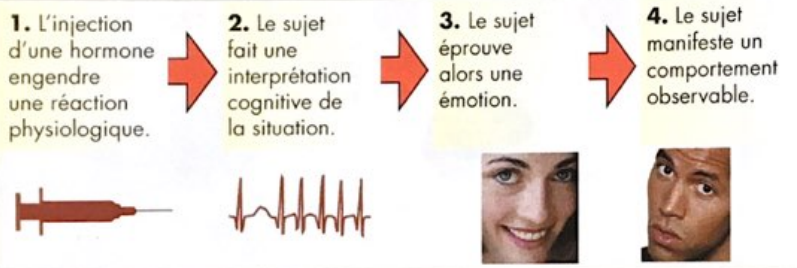 1. L'injection
d'une hormone
engendre
une réaction
physiologique.
2. Le sujet
fait une
interprétation
cognitive de
la situation.
3. Le sujet
éprouve
alors une
émotion.
4. Le sujet
manifeste un
comportement
observable.